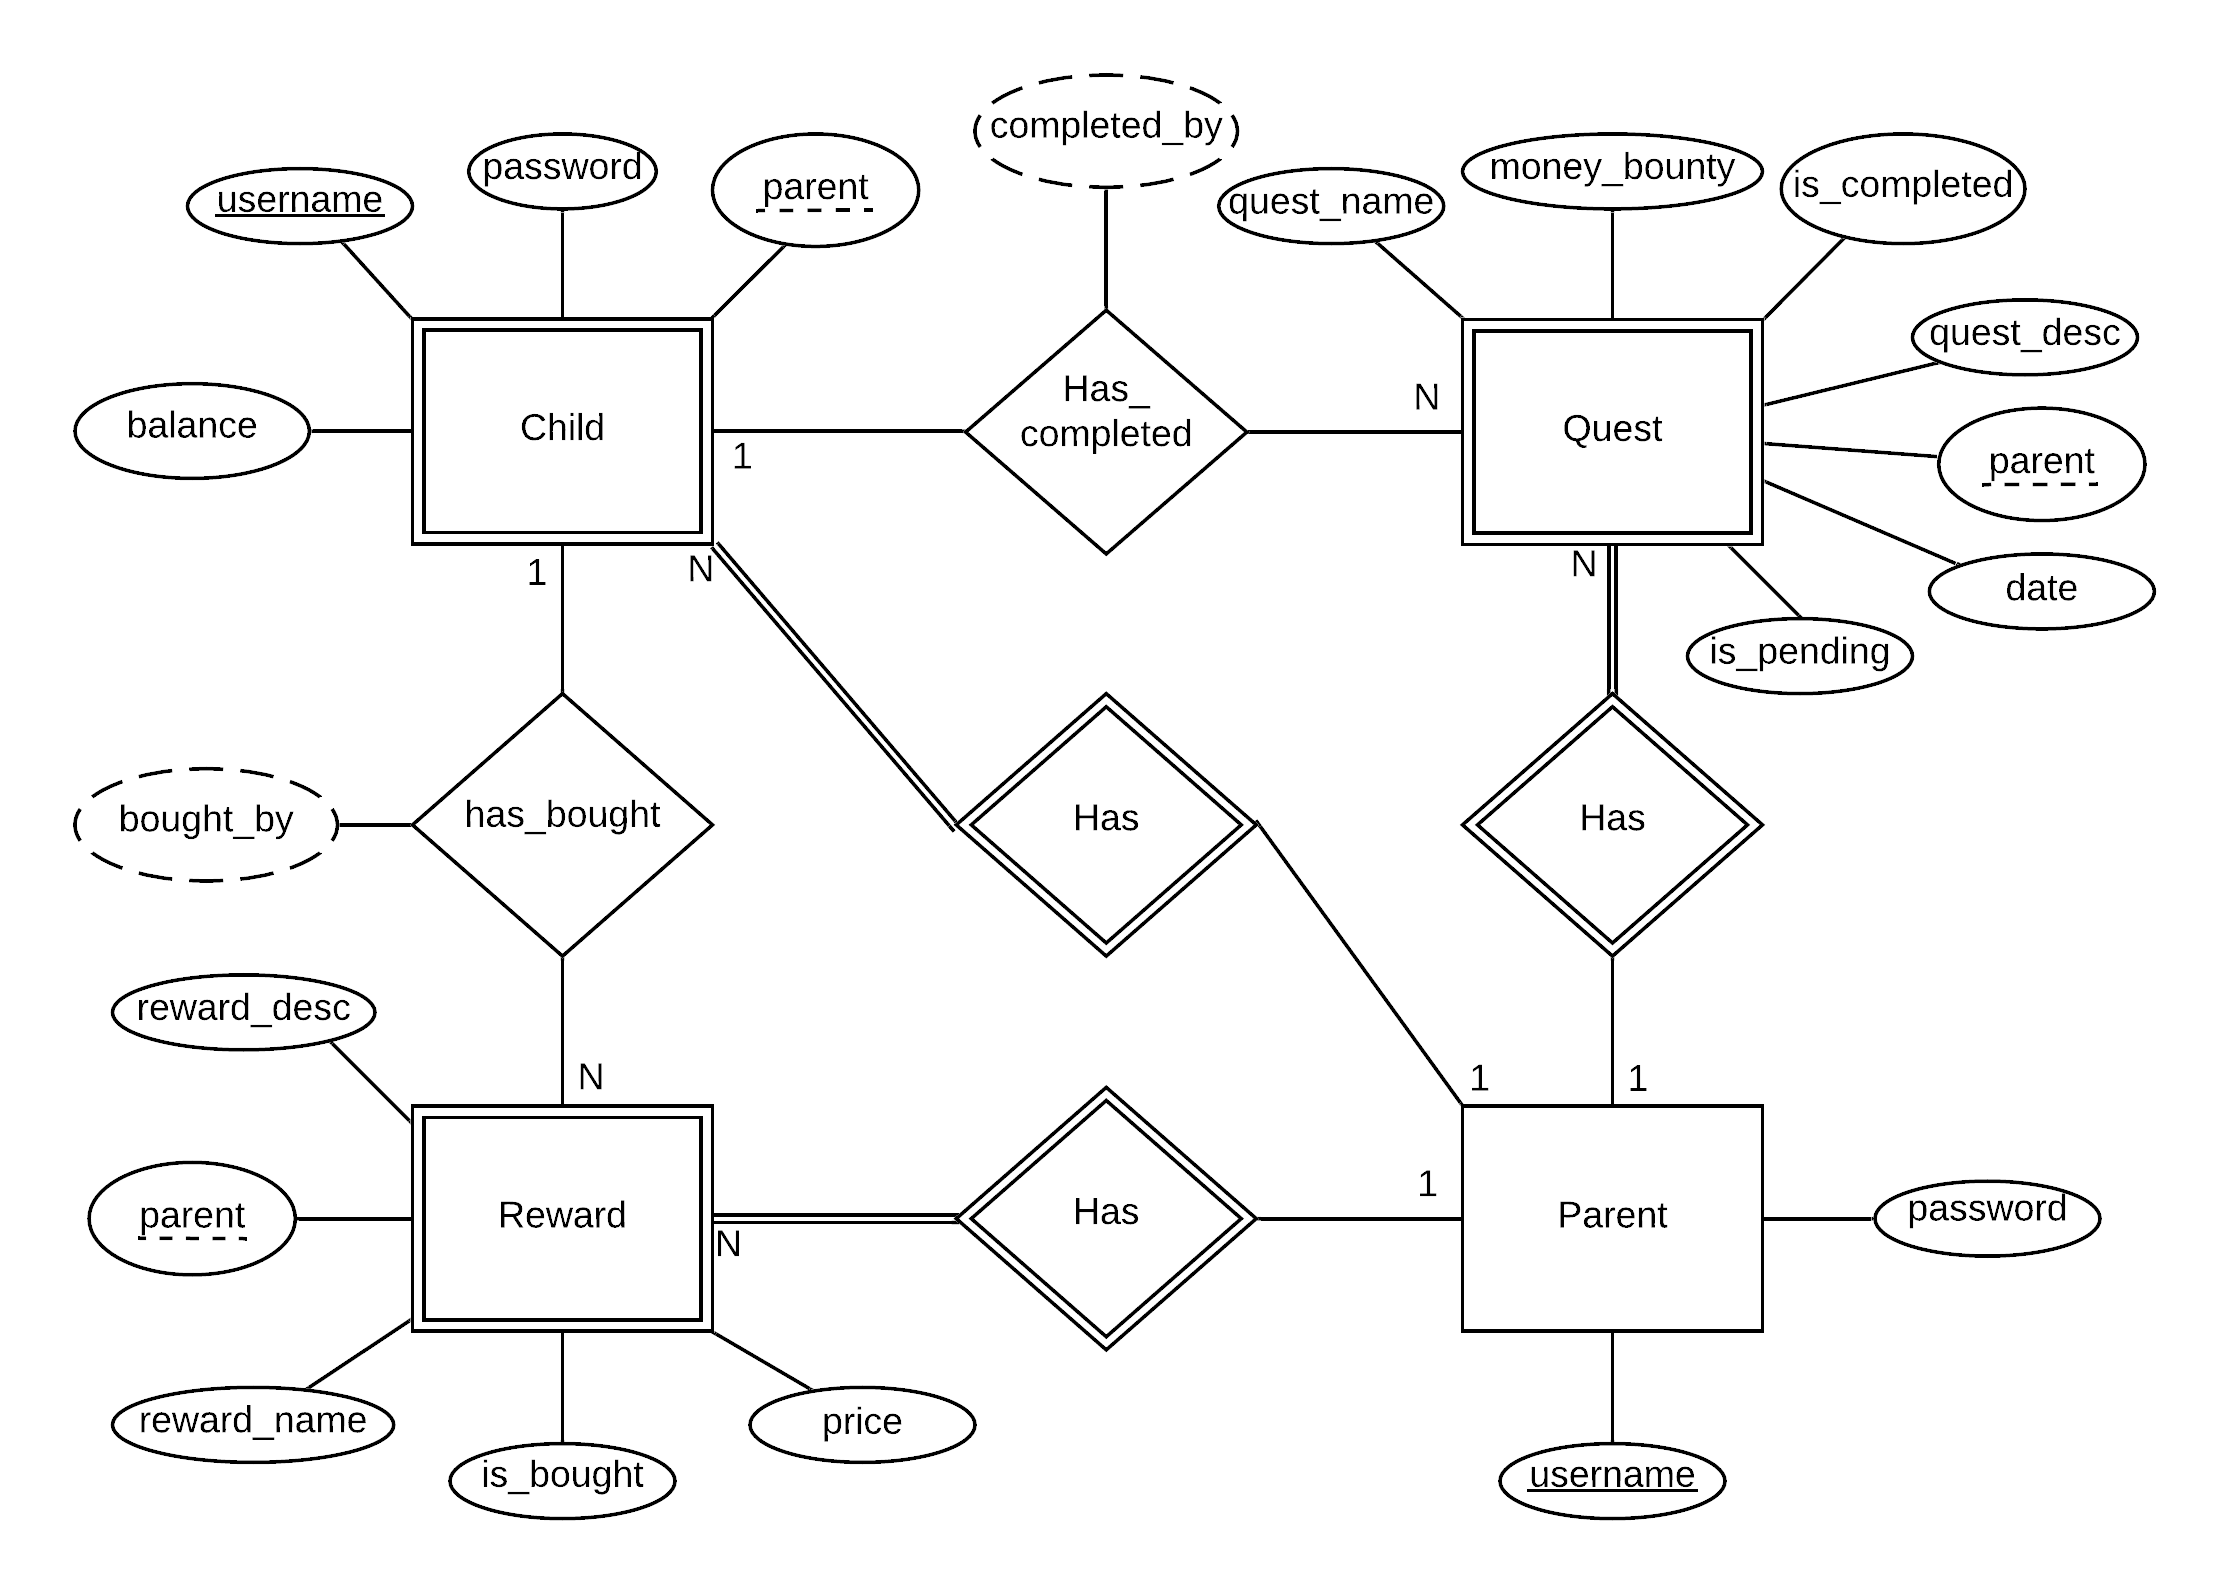 completed_by
username
password
parent
quest_name
money_bounty
is_completed
quest_desc
balance
Child
1
Has_
completed
N
Quest
parent
date
is_pending
1
N
N
bought_by
has_bought
Has
Has
reward_desc
N
1
1
parent
Reward
N
Has
1
Parent
password
reward_name
is_bought
price
username